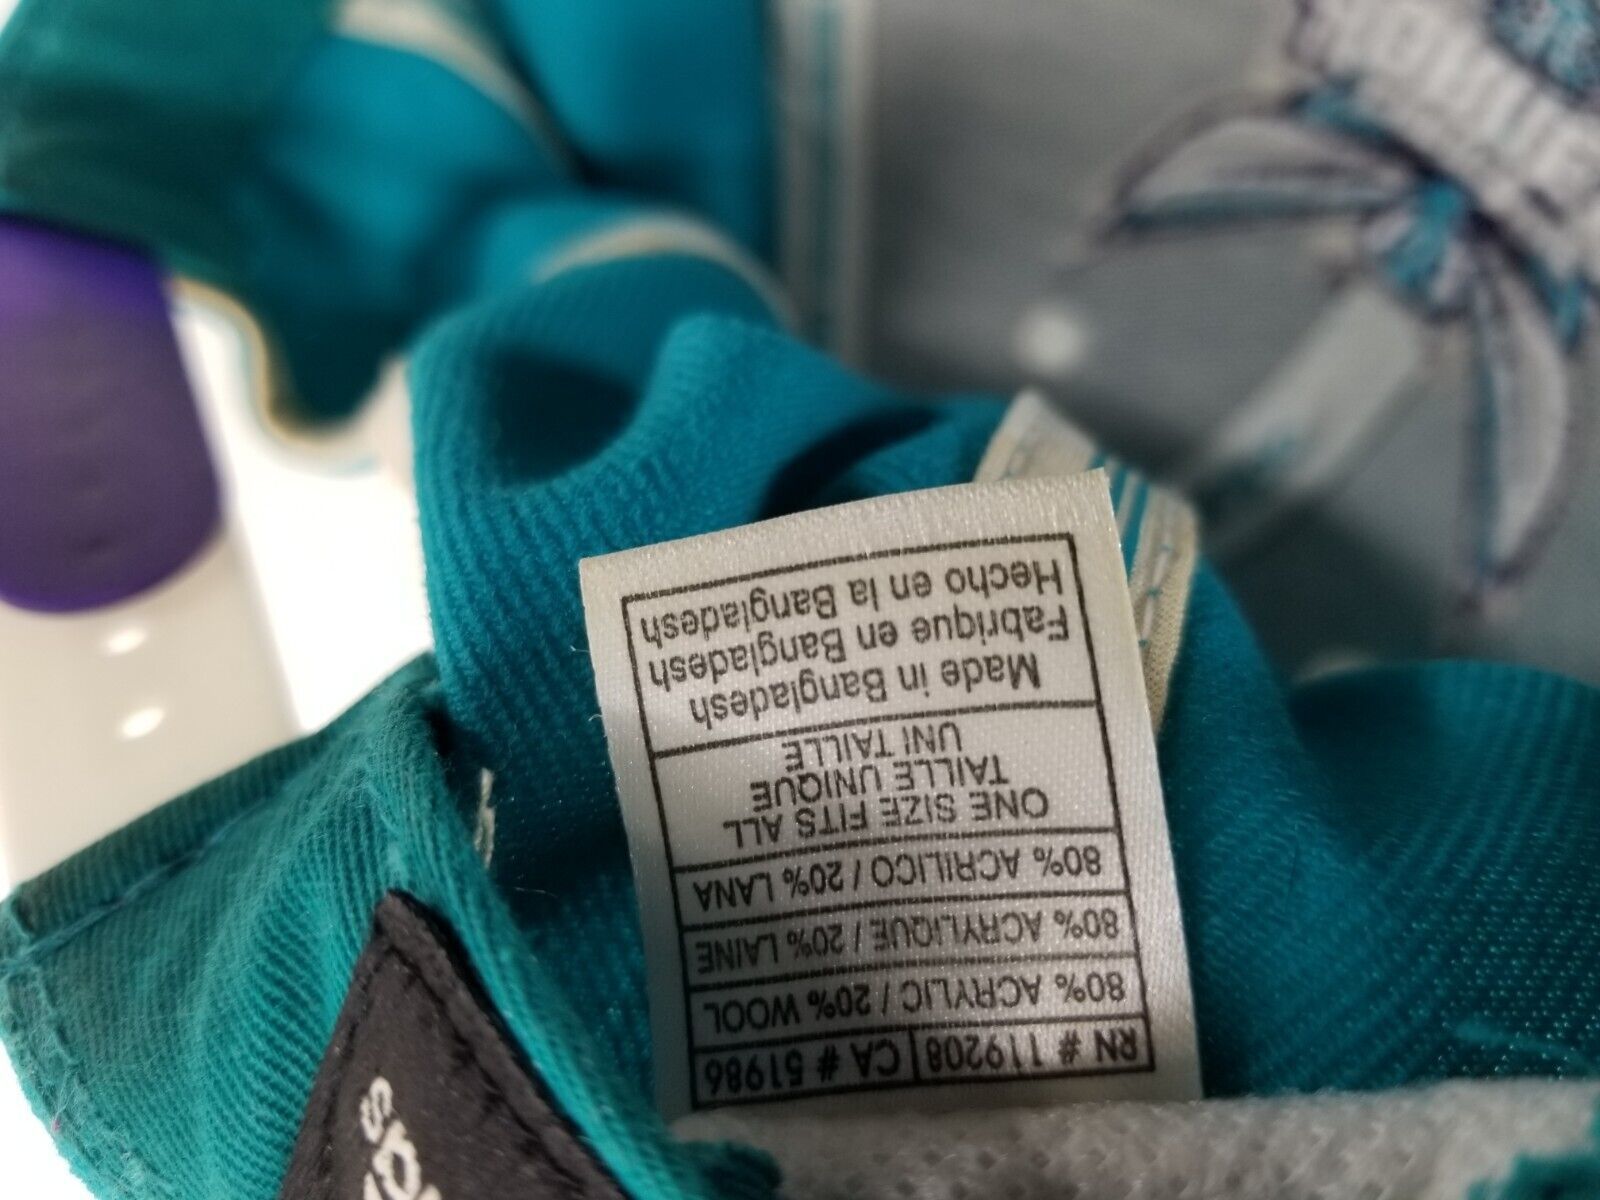 RN # 119208 CA # 51986
80% ACRYLIC / 20% WOOL
80% ACRYLIQUE / 20% LAINE
80% ACRILICO / 20% LANA
ONE SIZE FITS ALL
TAILLE UNIQUE
UNI TAILLE
Made in Bangladesh
Fabrique en Bangladesh
Hecho en la Bangladesh